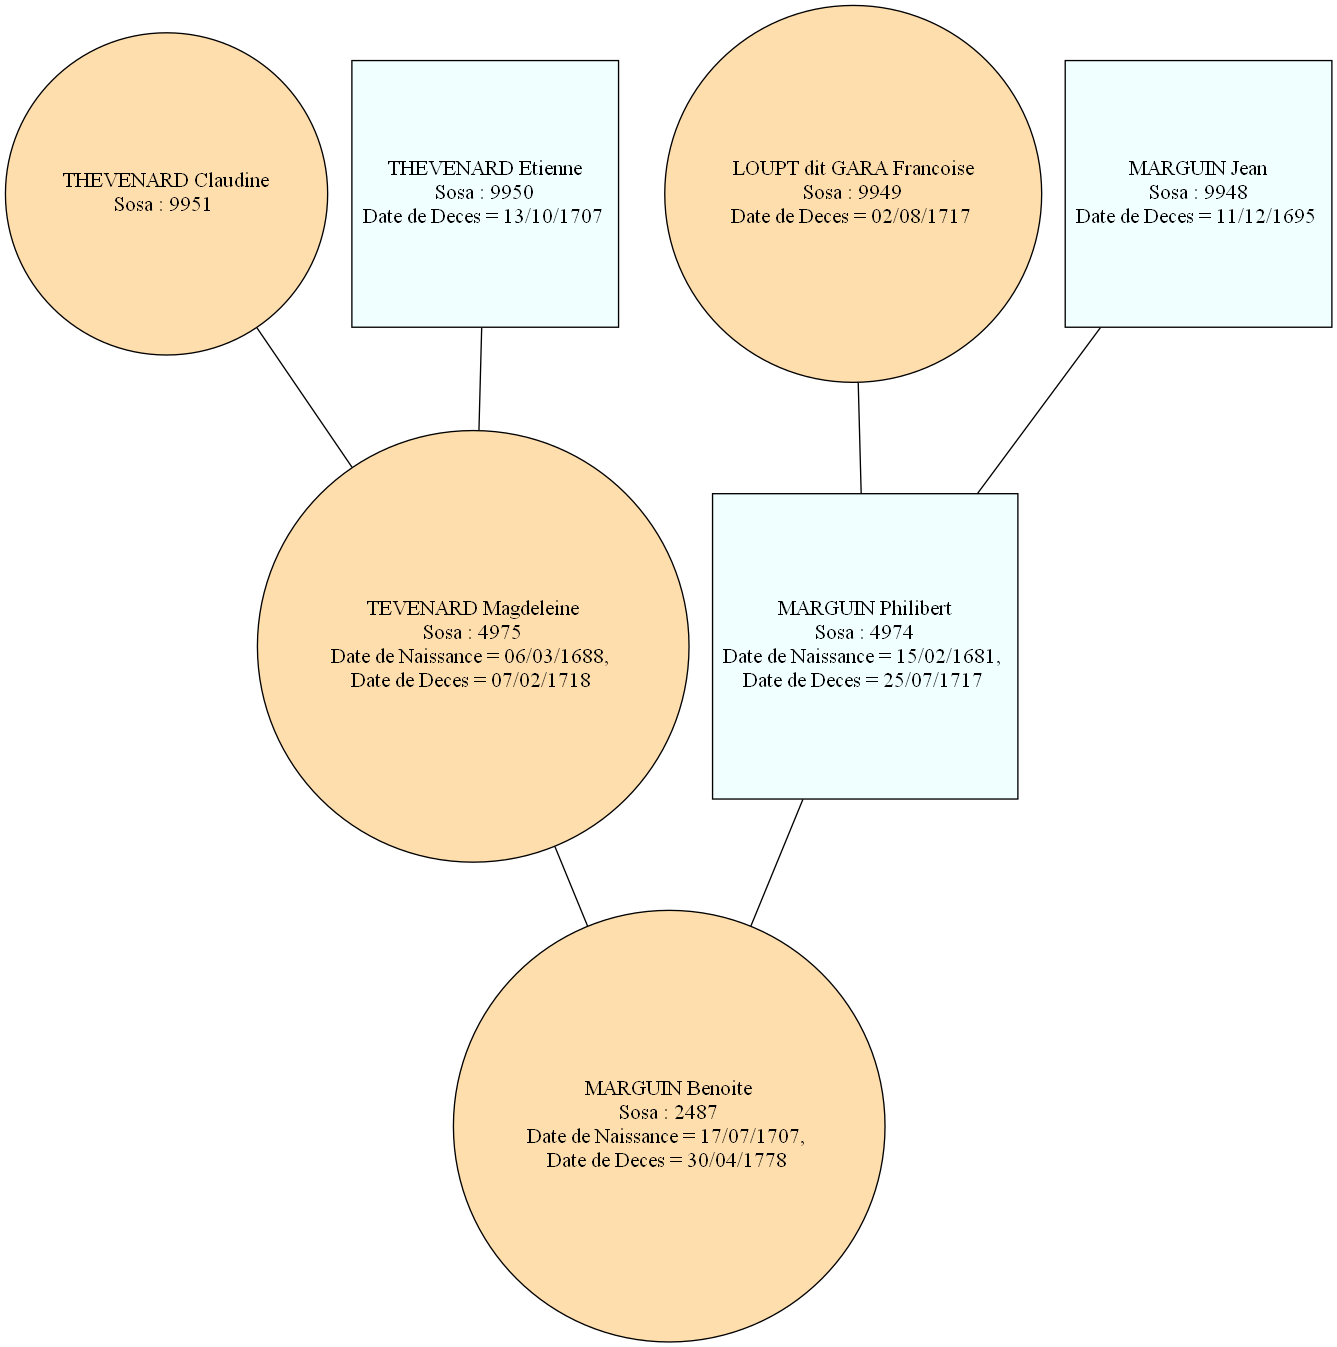 THEVENARD Claudine
Sosa : 9951
THEVENARD Etienne
Sosa : 9950
Date de Deces = 13/10/1707
LOUPT dit GARA Francoise
Sosa : 9949
Date de Deces = 02/08/1717
MARGUIN Jean
Sosa : 9948
Date de Deces = 11/12/1695
TEVENARD Magdeleine
Sosa : 4975
Date de Naissance = 06/03/1688,
Date de Deces = 07/02/1718
MARGUIN Philibert
Sosa : 4974
Date de Naissance = 15/02/1681,
Date de Deces = 25/07/1717
MARGUIN Benoite
Sosa : 2487
Date de Naissance = 17/07/1707,
Date de Deces = 30/04/1778